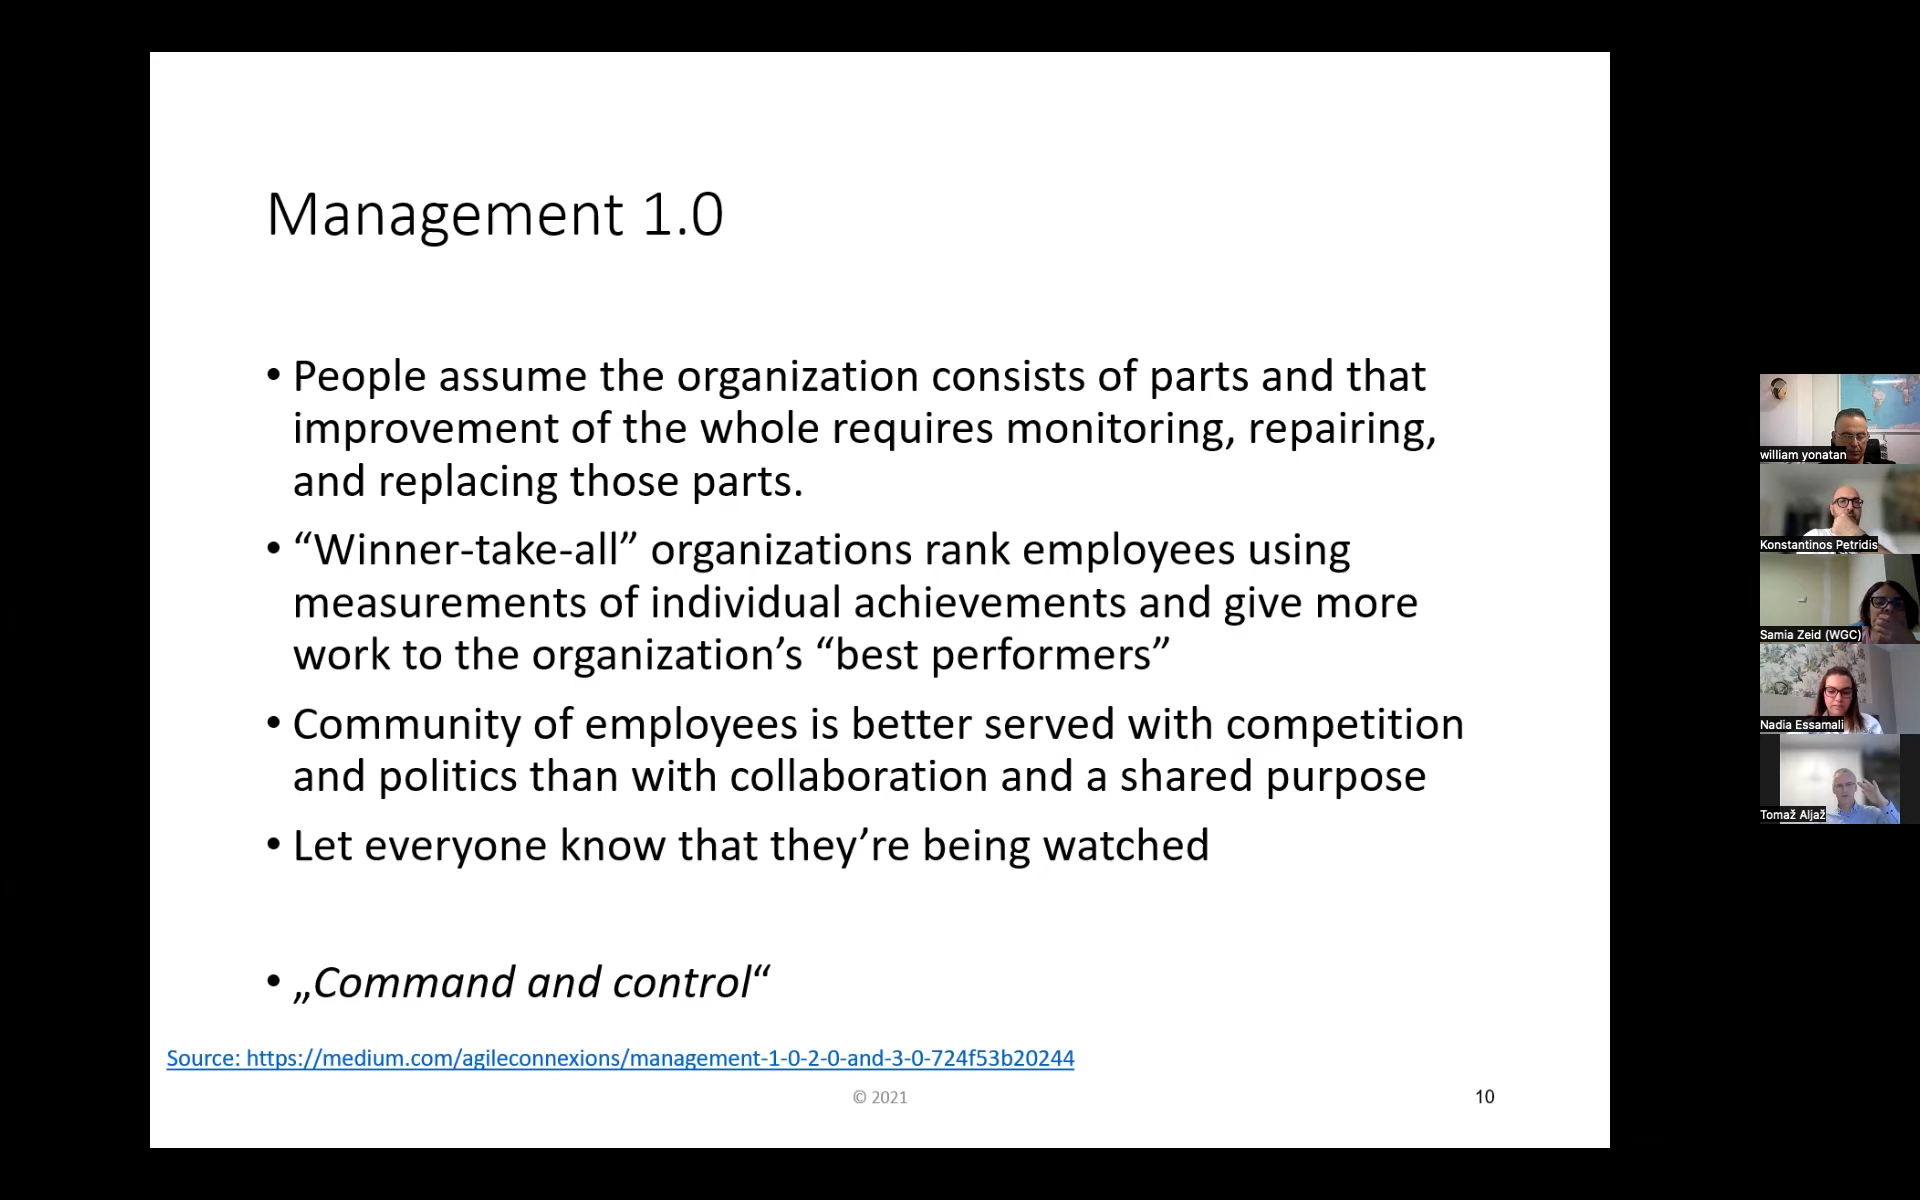 Management 1.0
• People assume the organization consists of parts and that
improvement of the whole requires monitoring, repairing,
and replacing those parts.
• “Winner-take-all” organizations rank employees using
measurements of individual achievements and give more
work to the organization’s “best performers”
• Community of employees is better served with competition
and politics than with collaboration and a shared purpose
• Let everyone know that they’re being watched
• „Command and control“
Source: https://medium.com/agileconnexions/management-1-0-2-0-and-3-0-724f53b20244
© 2021
10
william yonatan
Konstantinos Petridis
Samia Zeid (WGC)
Nadia Essamali
Tomaž Aljaž